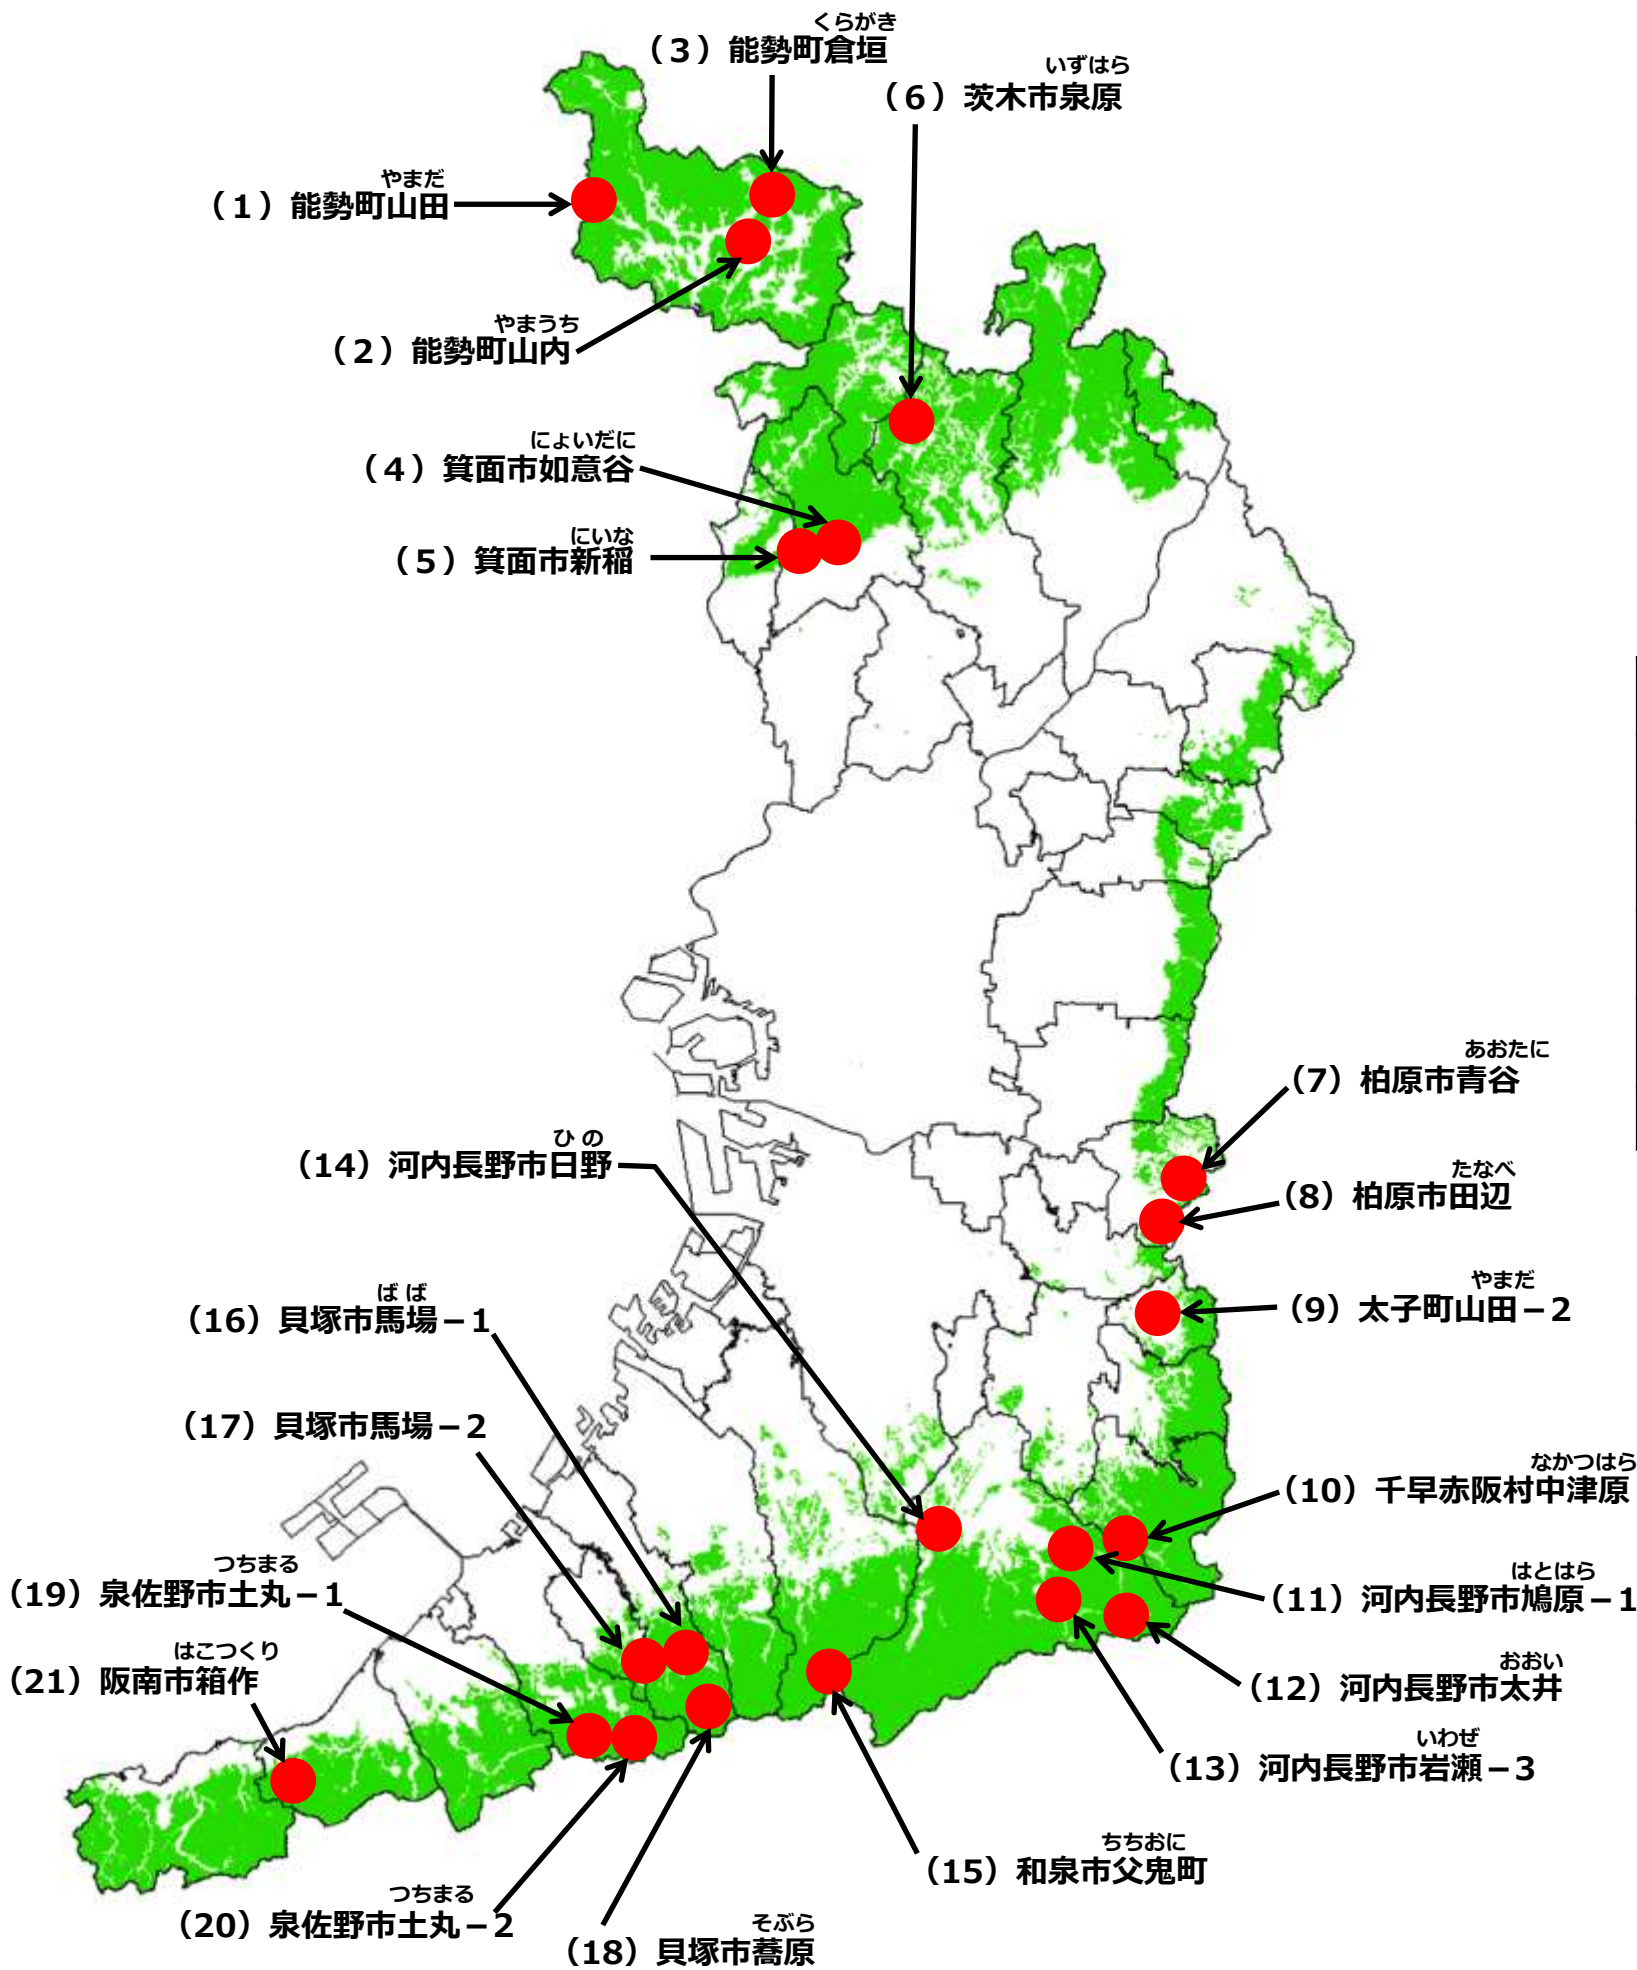 くらがき
（３）能勢町倉垣
いずはら
（６）茨木市泉原
やまだ
（１）能勢町山田
やまうち
（２）能勢町山内
にょいだに
（４）箕面市如意谷
にいな
（５）箕面市新稲
あおたに
（7）柏原市青谷
ひ の
（14）河内長野市日野
たなべ
（8）柏原市田辺
やまだ
（9）太子町山田－2
ば ば
（16）貝塚市馬場－1
（17）貝塚市馬場－2
なかつはら
（10）千早赤阪村中津原
つちまる
（19）泉佐野市土丸－1
はとはら
（11）河内長野市鳩原－1
はこつくり
（21）阪南市箱作
おおい
（12）河内長野市太井
いわぜ
（13）河内長野市岩瀬－3
ちちおに
（15）和泉市父鬼町
つちまる
（20）泉佐野市土丸－2
そぶら
（18）貝塚市蕎原